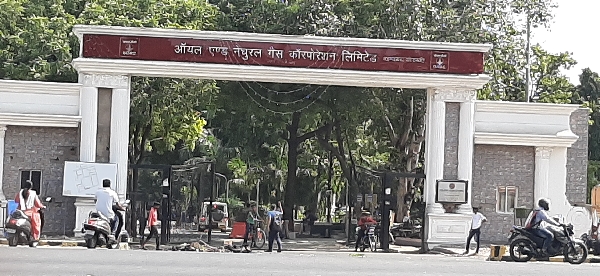 ऑयल एण्ड नेचुरल गैस कॉरपोरेशन लिमिटेड